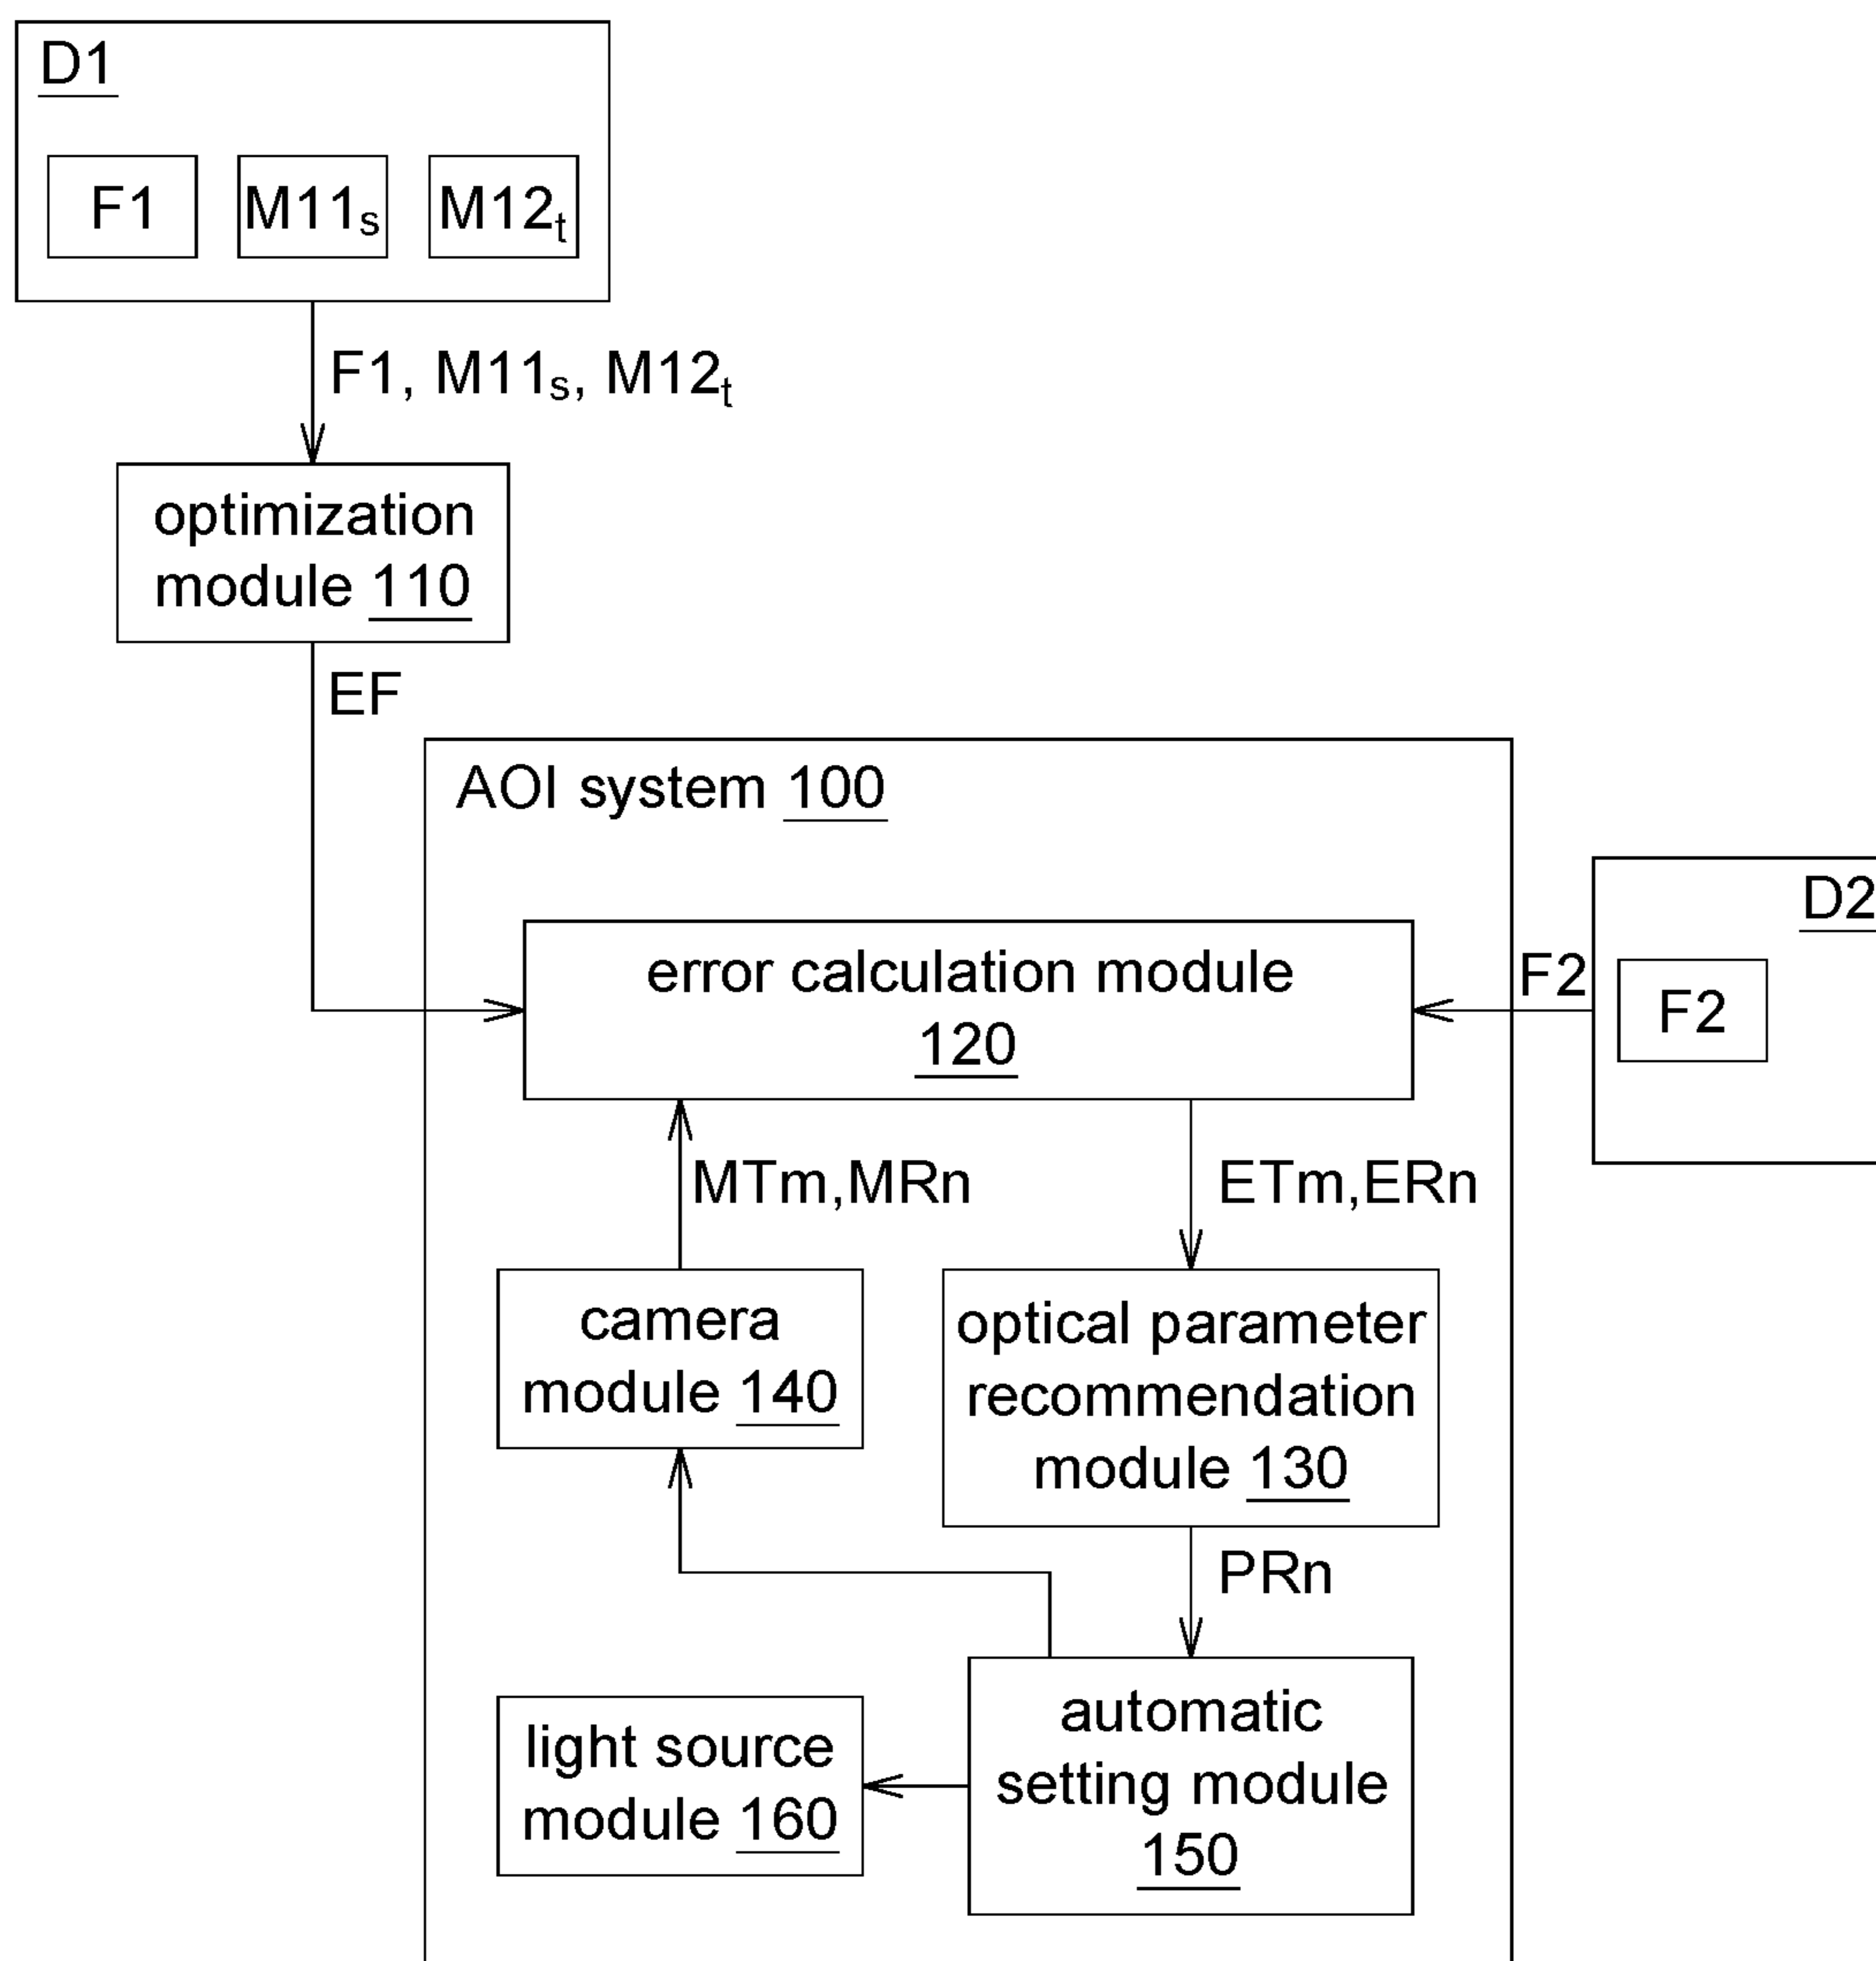 D1
F1
M11s
M12t
F1, M11s, M12t
optimization
module 110
EF
AOI system 100
D2
error calculation module
120
F2
F2
MTm,MRn
ETm,ERn
camera
module 140
optical parameter
recommendation
module 130
PRn
light source
module 160
automatic
setting module
150